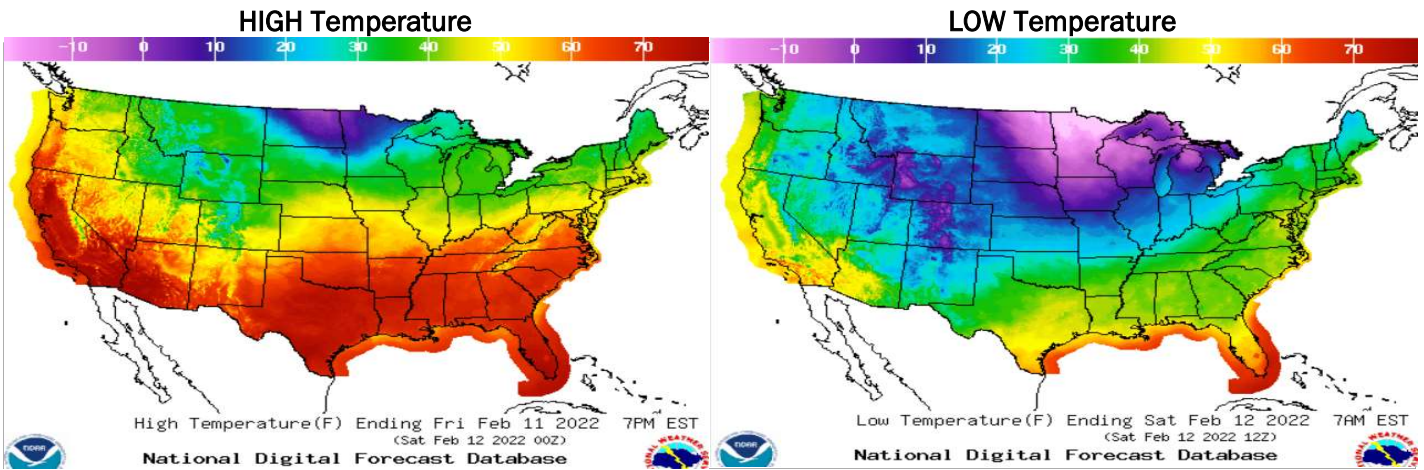 HIGH Temperature
-10 0 10 20 30 40 50 60 70
High Temperature(F) Ending Fri Feb 11 2022 7PM EST
(Sat Feb 12 2022 00Z)
National Digital Forecast Database
LOW Temperature
-10 0 10 20 30 40 50 60 70
Low Temperature(F) Ending Sat Feb 12 2022 7AM EST
(Sat Feb 12 2022 12Z)
National Digital Forecast Database